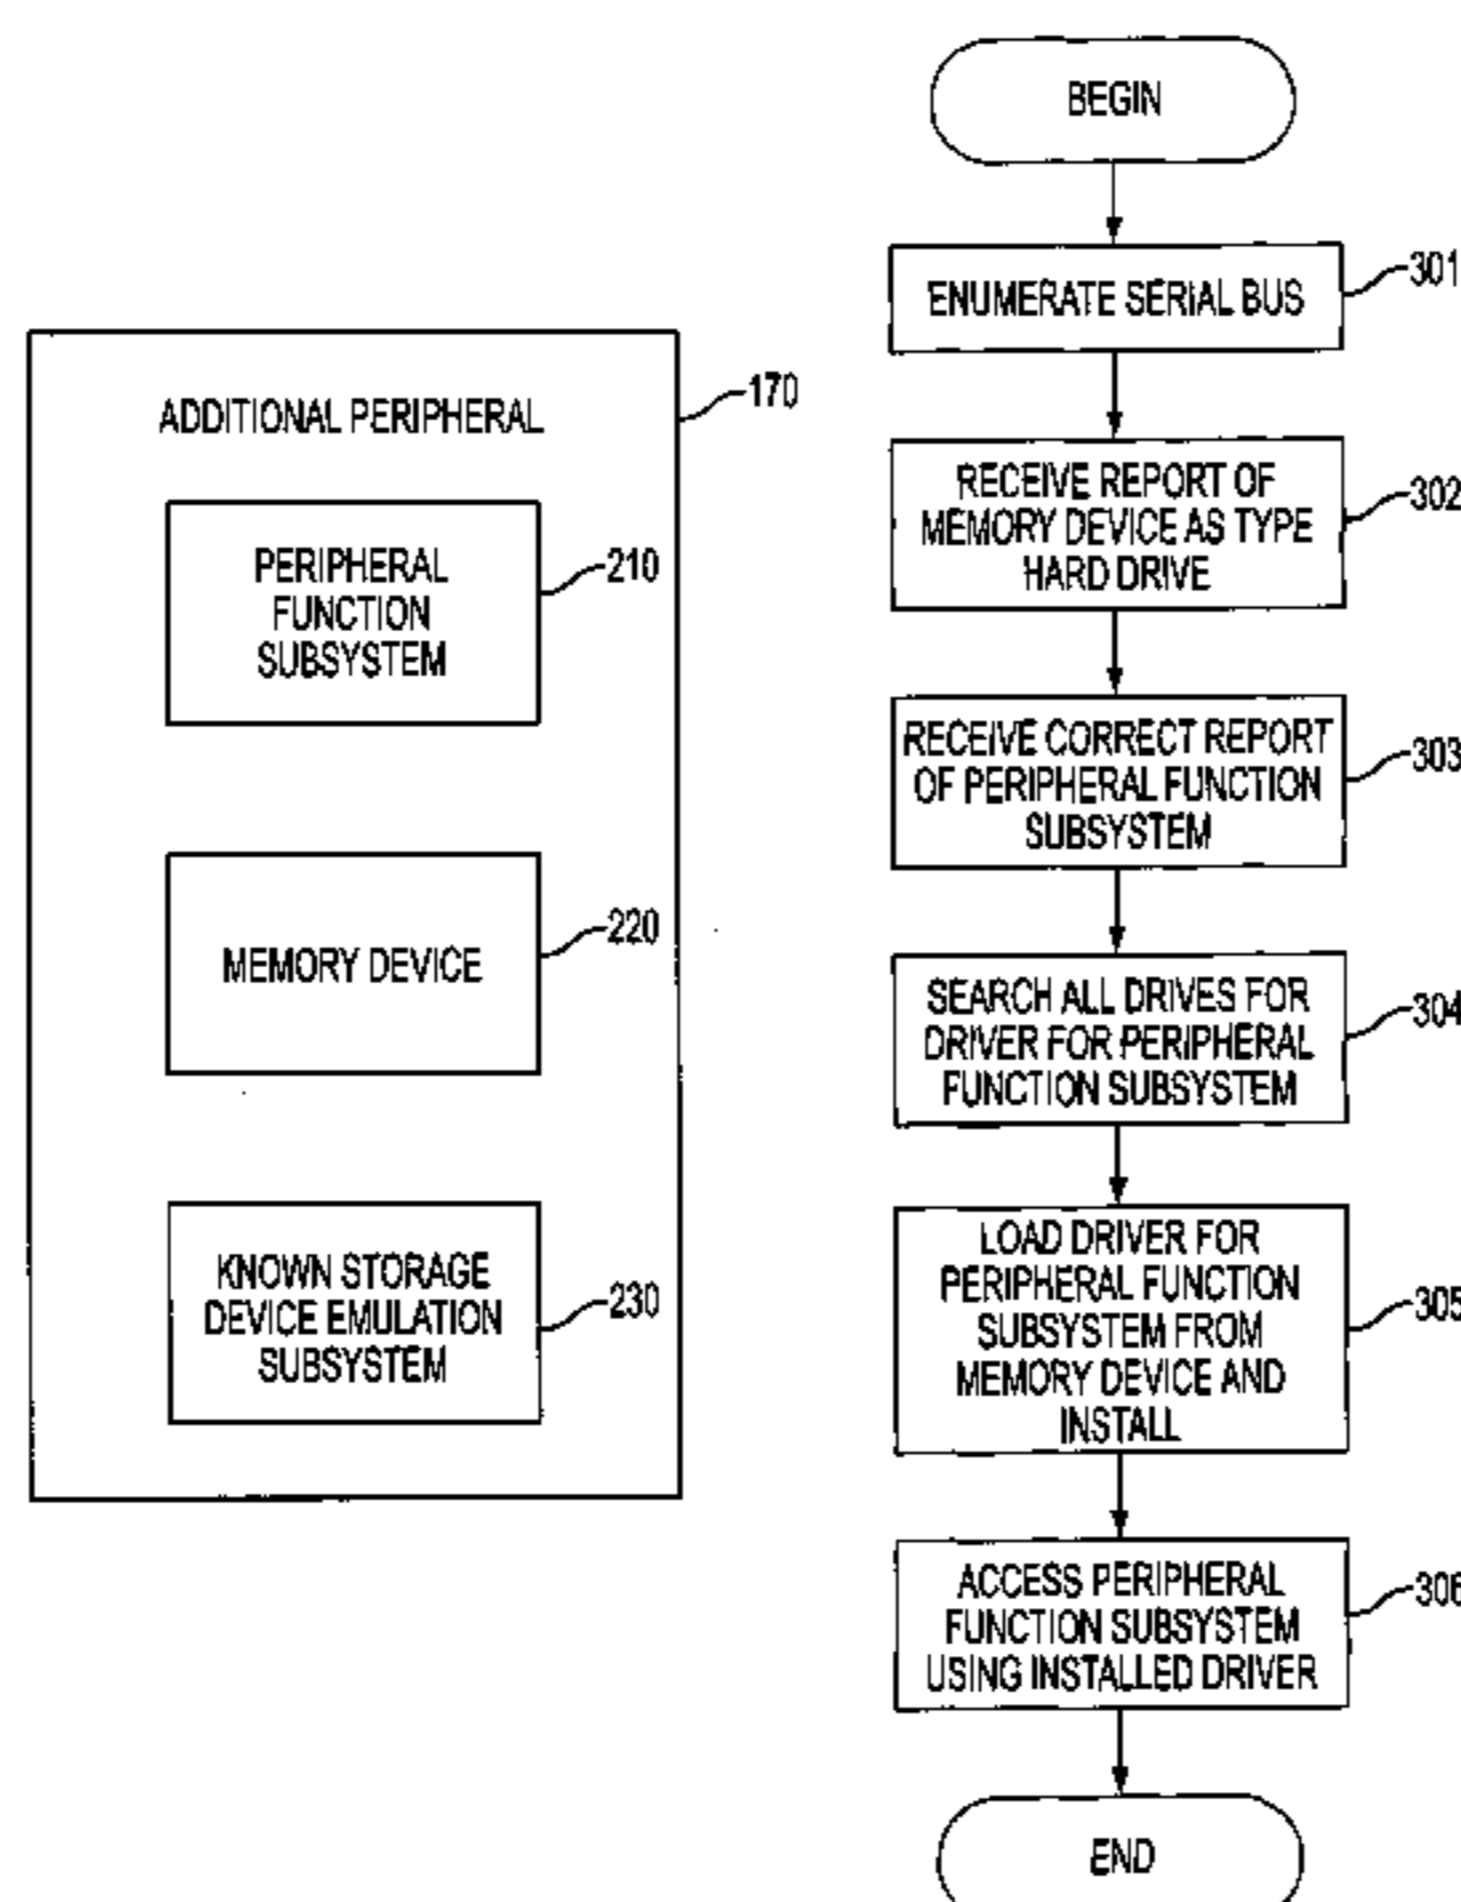 ADDITIONAL PERIPHERAL
170
PERIPHERAL
FUNCTION
SUBSYSTEM
210
MEMORY DEVICE
220
KNOWN STORAGE
DEVICE EMULATION
SUBSYSTEM
230
BEGIN
ENUMERATE SERIAL BUS
301
RECEIVE REPORT OF
MEMORY DEVICE AS TYPE
HARD DRIVE
302
RECEIVE CORRECT REPORT
OF PERIPHERAL FUNCTION
SUBSYSTEM
303
SEARCH ALL DRIVES FOR
DRIVER FOR PERIPHERAL
FUNCTION SUBSYSTEM
304
LOAD DRIVER FOR
PERIPHERAL FUNCTION
SUBSYSTEM FROM
MEMORY DEVICE AND
INSTALL
305
ACCESS PERIPHERAL
FUNCTION SUBSYSTEM
USING INSTALLED DRIVER
306
END